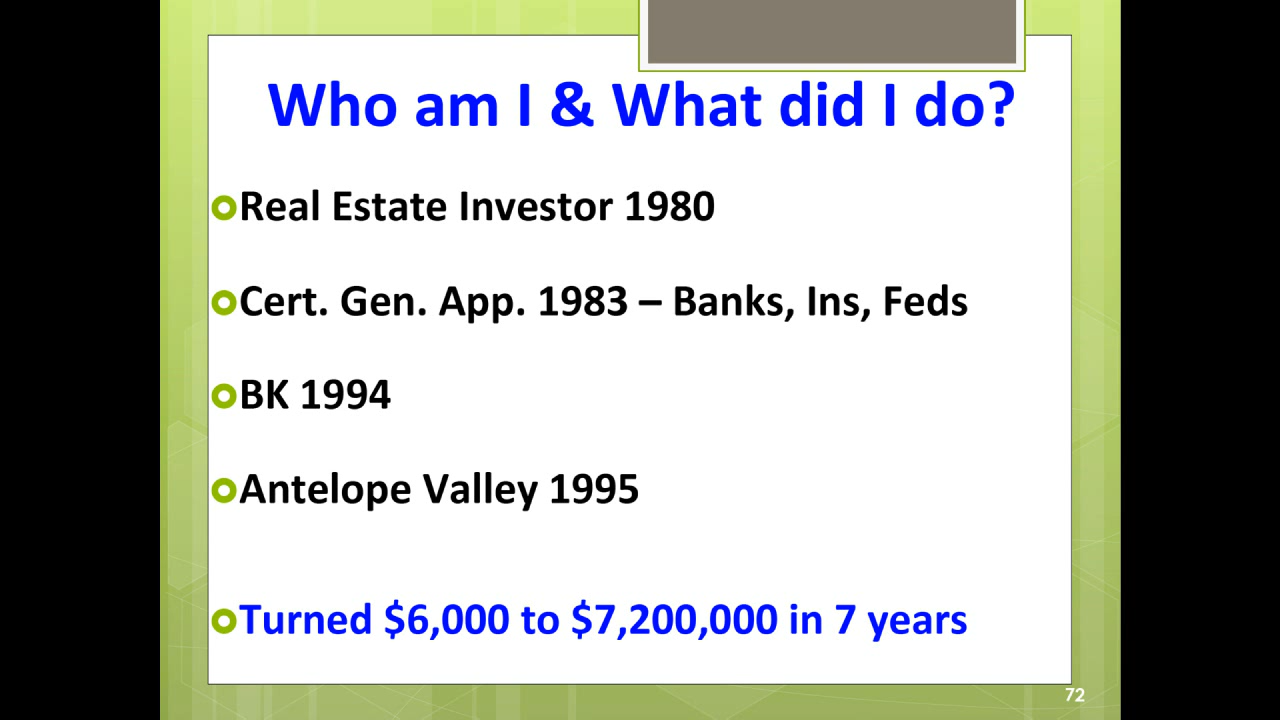 Who am I & What did I do?
Real Estate Investor 1980
Cert. Gen. App. 1983 – Banks, Ins, Feds
BK 1994
Antelope Valley 1995
Turned $6,000 to $7,200,000 in 7 years
72